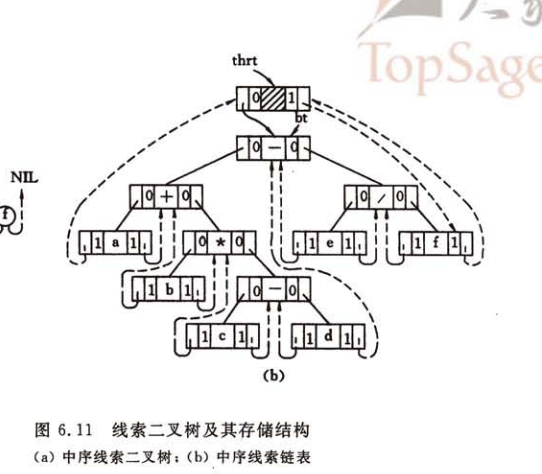 TopSage
thrt
0 1
bt
0 － 0
NIL
f
0 + 0
0 / 0
1 a 1
0 * 0
1 e 1
1 f 1
1 b 1
0 － 0
1 c 1
1 d 1
(b)
图 6.11 线索二叉树及其存储结构
(a) 中序线索二叉树；(b) 中序线索链表